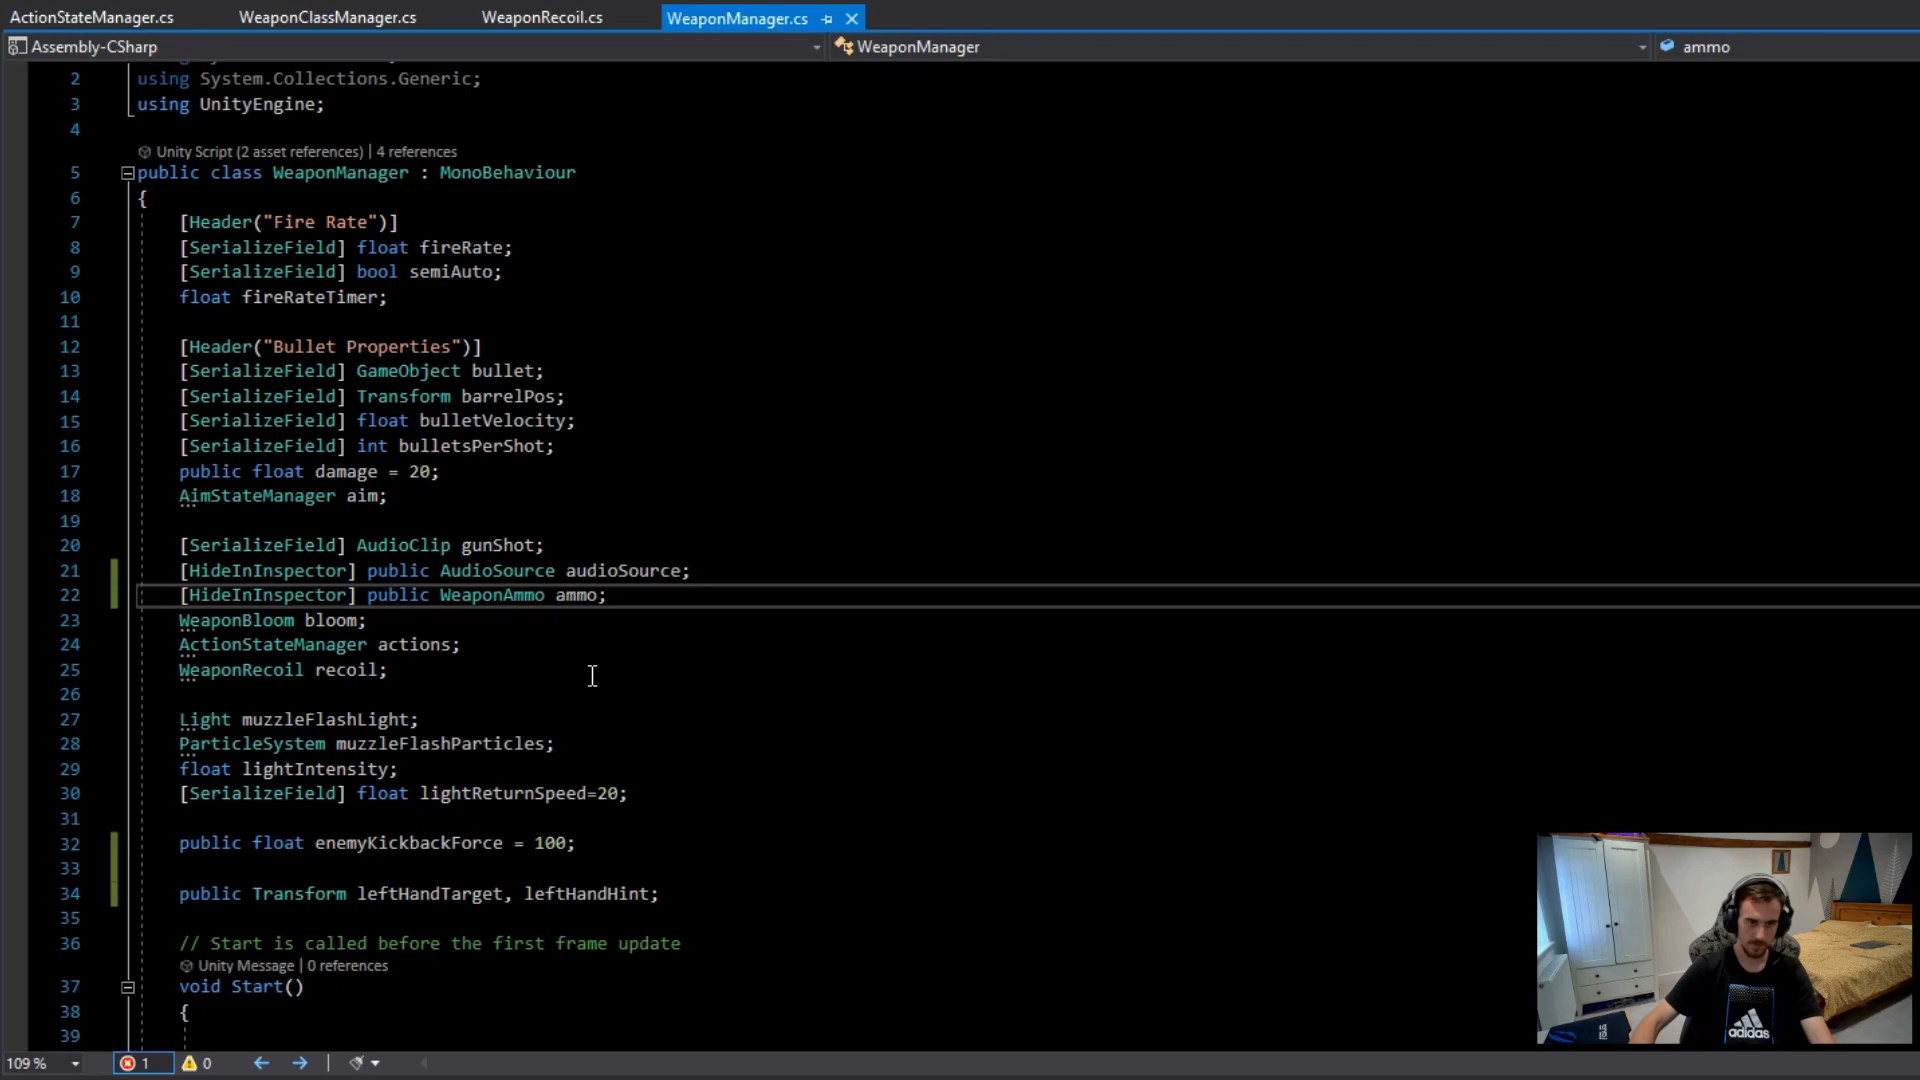 ActionStateManager.cs WeaponClassManager.cs WeaponRecoil.cs WeaponManager.cs
Assembly-CSharp WeaponManager ammo
2 using System.Collections.Generic;
3 using UnityEngine;
4
Unity Script (2 asset references) | 4 references
5 public class WeaponManager : MonoBehaviour
6 {
7 [Header("Fire Rate")]
8 [SerializeField] float fireRate;
9 [SerializeField] bool semiAuto;
10 float fireRateTimer;
11
12 [Header("Bullet Properties")]
13 [SerializeField] GameObject bullet;
14 [SerializeField] Transform barrelPos;
15 [SerializeField] float bulletVelocity;
16 [SerializeField] int bulletsPerShot;
17 public float damage = 20;
18 AimStateManager aim;
19
20 [SerializeField] AudioClip gunShot;
21 [HideInInspector] public AudioSource audioSource;
22 [HideInInspector] public WeaponAmmo ammo;
23 WeaponBloom bloom;
24 ActionStateManager actions;
25 WeaponRecoil recoil;
26
27 Light muzzleFlashLight;
28 ParticleSystem muzzleFlashParticles;
29 float lightIntensity;
30 [SerializeField] float lightReturnSpeed=20;
31
32 public float enemyKickbackForce = 100;
33
34 public Transform leftHandTarget, leftHandHint;
35
36 // Start is called before the first frame update
Unity Message | 0 references
37 void Start()
38 {
39
109 % 1 0
adidas